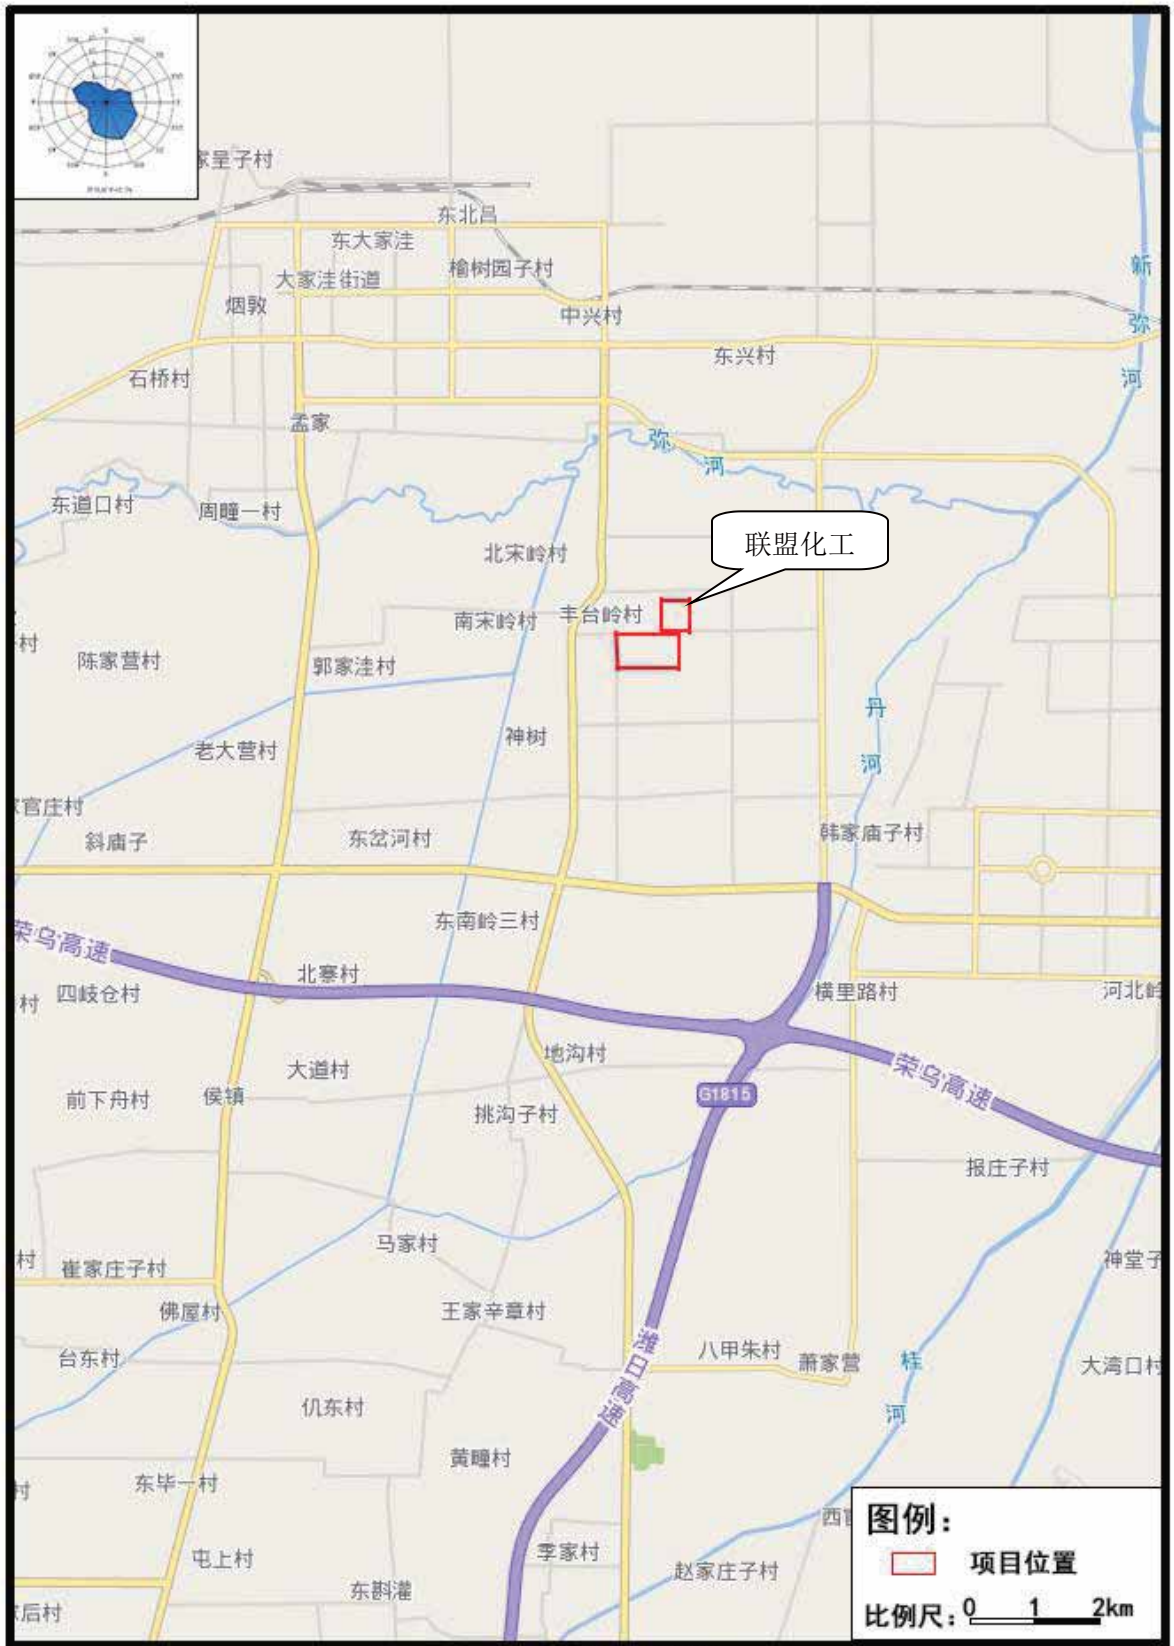 家呈子村
东北吕
东大家洼
榆树园子村
大家洼街道
新
烟敦
中兴村
弥
东兴村
河
石桥村
孟家
弥
河
东道口村
周疃一村
联盟化工
北宋岭村
丰台岭村
南宋岭村
村
陈家营村
郭家洼村
丹
神树
老大营村
河
官庄村
斜庙子
东岔河村
韩家庙子村
东南岭三村
荣乌高速
北寨村
四岐仓村
横里路村
河北岭
村
地沟村
大道村
荣乌高速
前下舟村
侯镇
G1815
挑沟子村
报庄子村
马家村
村
崔家庄子村
神堂子
佛屋村
王家辛章村
潍日高速
八甲朱村
台东村
萧家营
桂
大湾口村
仉东村
河
黄疃村
东毕一村
村
西
图例：
季家村
项目位置
屯上村
赵家庄子村
东斟灌
后村
比例尺：0 1 2km